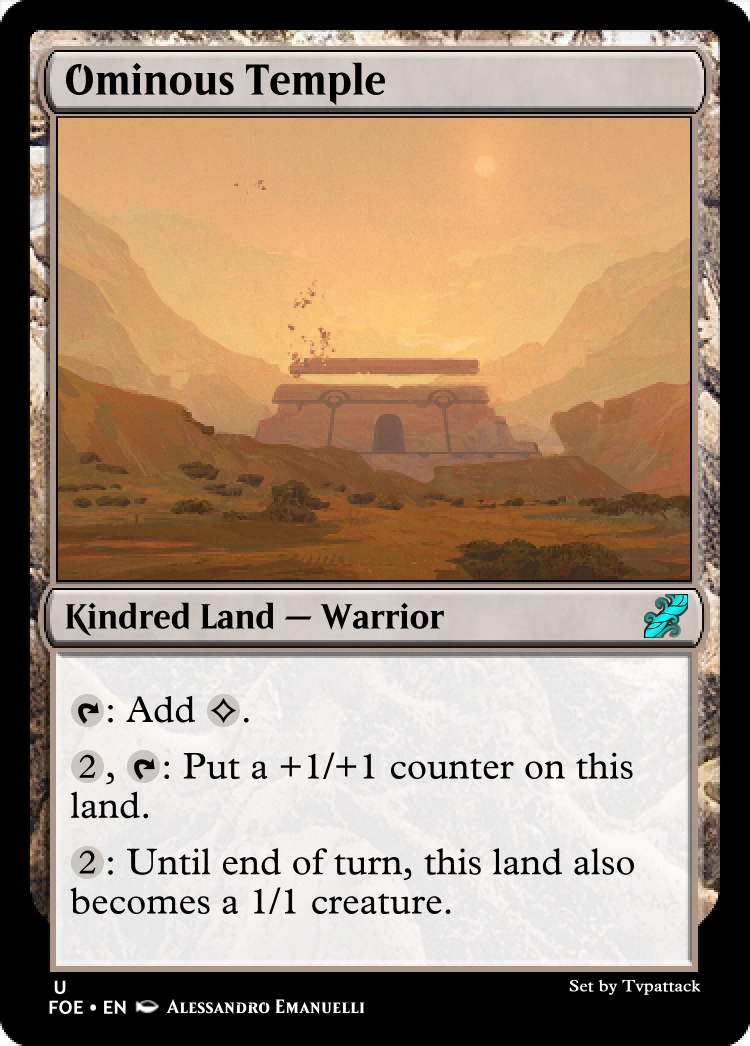 Ominous Temple
Kindred Land — Warrior
: Add .
2, : Put a +1/+1 counter on this
land.
2: Until end of turn, this land also
becomes a 1/1 creature.
U
FOE • EN Alessandro Emanuelli
Set by Tvpattack